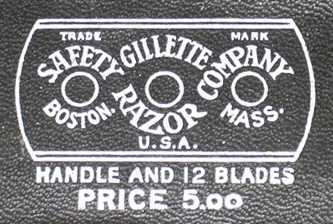 TRADE MARK
GILLETTE
SAFETY RAZOR COMPANY
BOSTON. MASS.
U.S.A.
HANDLE AND 12 BLADES
PRICE 5.00